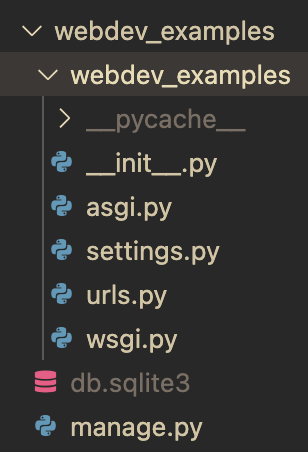 webdev_examples
webdev_examples
__pycache__
__init__.py
asgi.py
settings.py
urls.py
wsgi.py
db.sqlite3
manage.py